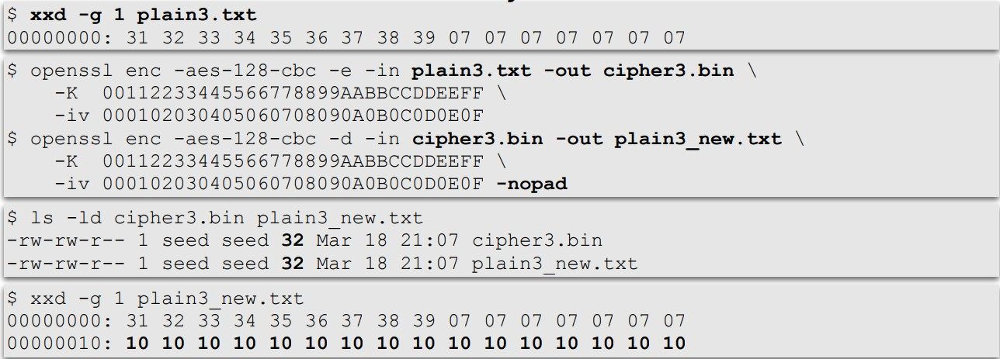 $ xxd -g 1 plain3.txt
00000000: 31 32 33 34 35 36 37 38 39 07 07 07 07 07 07 07
$ openssl enc -aes-128-cbc -e -in plain3.txt -out cipher3.bin \
-K 00112233445566778899AABBCCDDEEFF \
-iv 000102030405060708090A0B0C0D0E0F
$ openssl enc -aes-128-cbc -d -in cipher3.bin -out plain3_new.txt \
-K 00112233445566778899AABBCCDDEEFF \
-iv 000102030405060708090A0B0C0D0E0F -nopad
$ ls -ld cipher3.bin plain3_new.txt
-rw-rw-r-- 1 seed seed 32 Mar 18 21:07 cipher3.bin
-rw-rw-r-- 1 seed seed 32 Mar 18 21:07 plain3_new.txt
$ xxd -g 1 plain3_new.txt
00000000: 31 32 33 34 35 36 37 38 39 07 07 07 07 07 07 07
00000010: 10 10 10 10 10 10 10 10 10 10 10 10 10 10 10 10